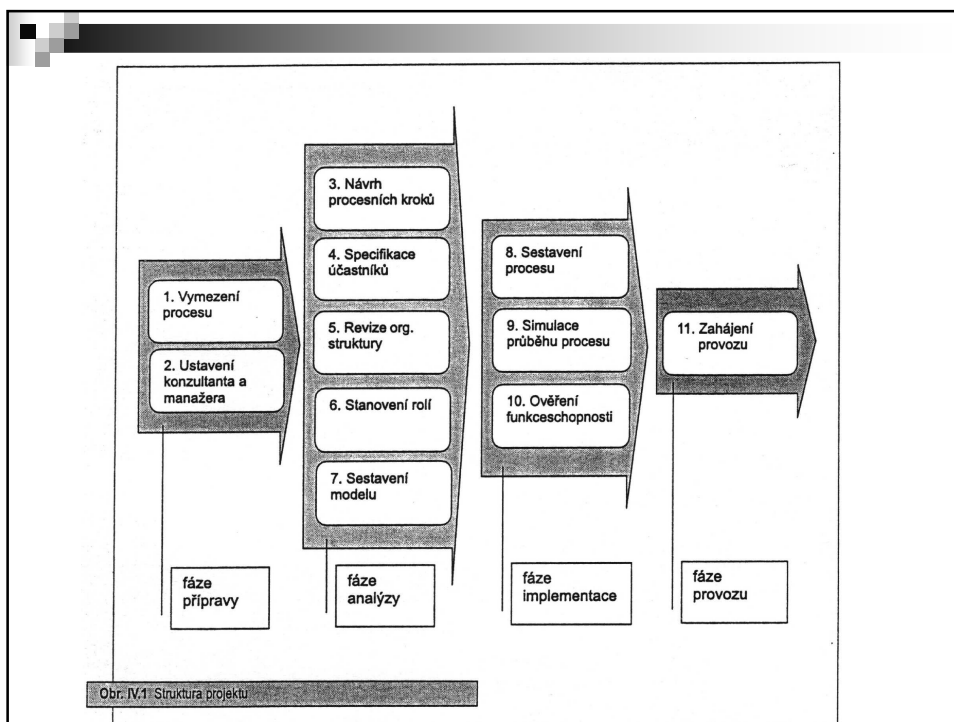 1. Vymezení
procesu
2. Ustavení
konzultanta a
manažera
3. Návrh
procesních kroků
4. Specifikace
účastníků
5. Revize org.
struktury
6. Stanovení rolí
7. Sestavení
modelu
8. Sestavení
procesu
9. Simulace
průběhu procesu
10. Ověření
funkceschopnosti
11. Zahájení
provozu
fáze
přípravy
fáze
analýzy
fáze
implementace
fáze
provozu
Obr. IV.1 Struktura projektu